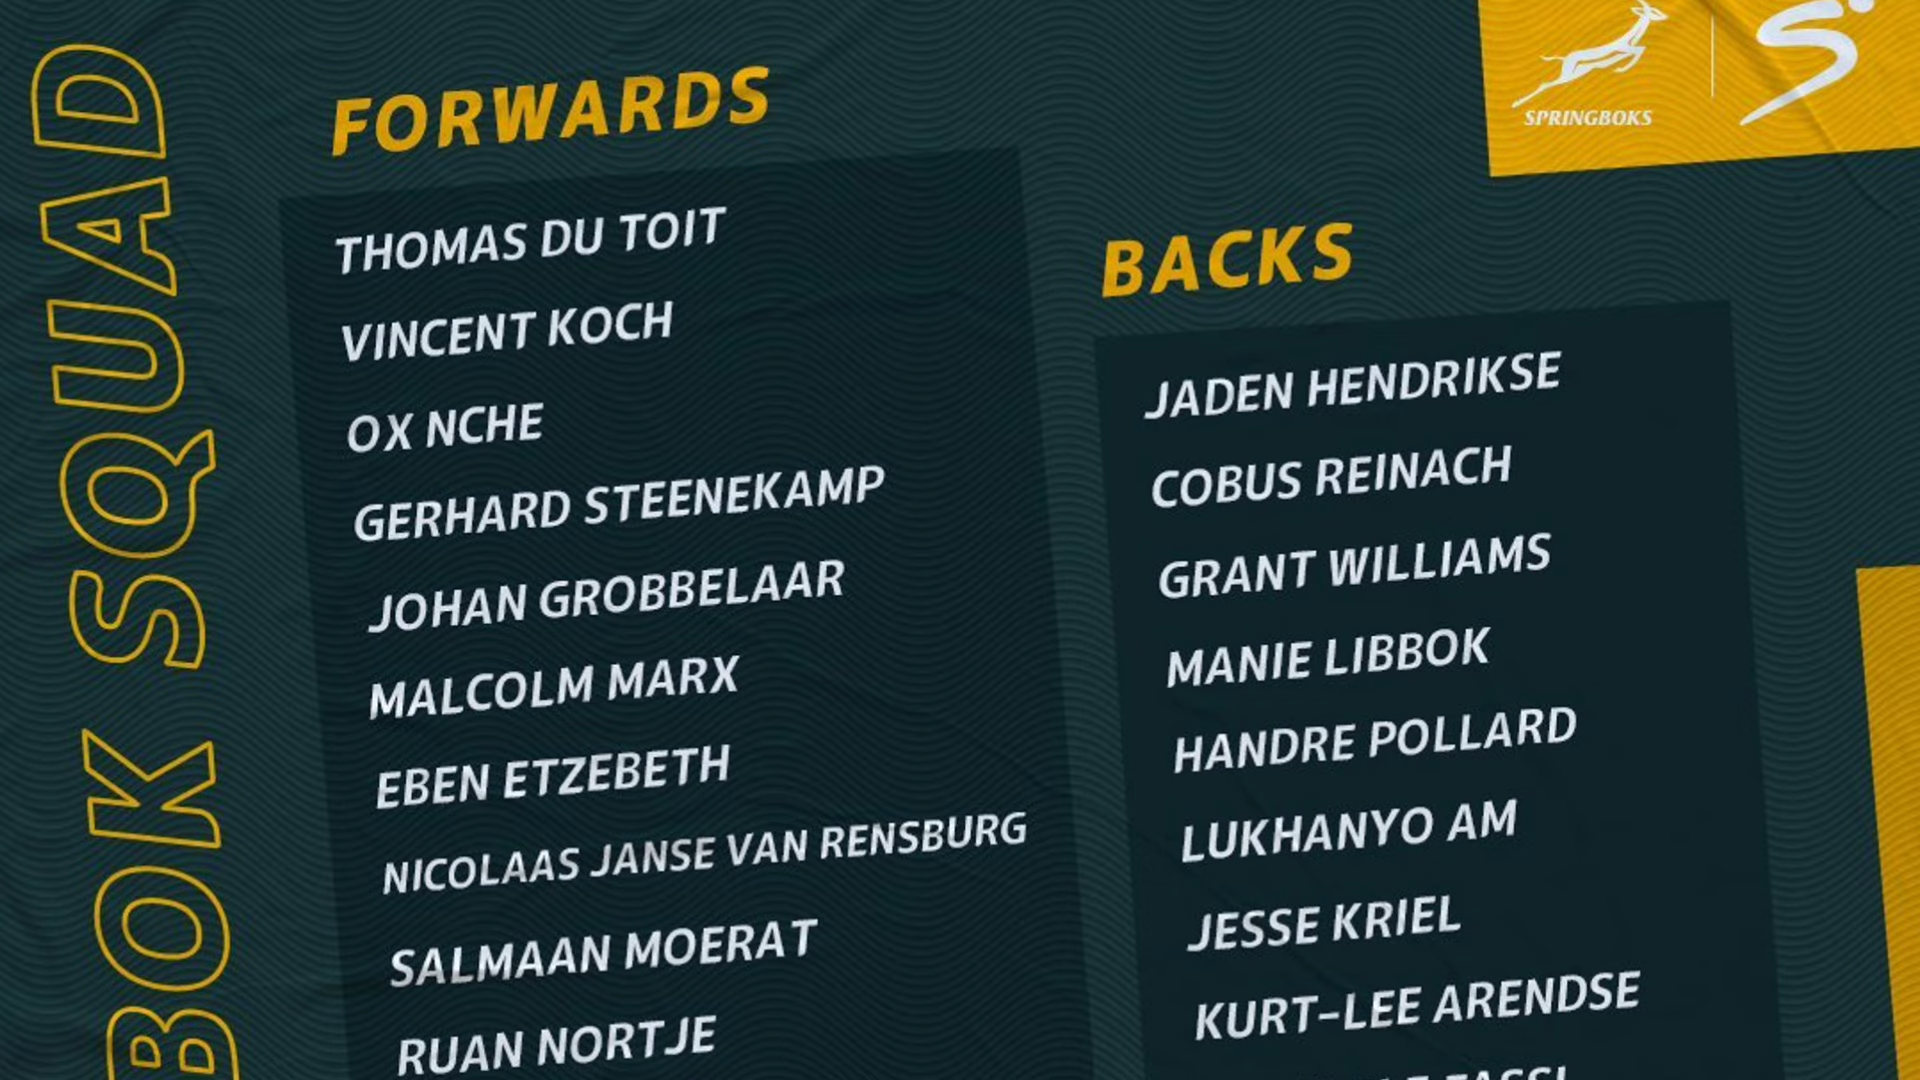 BOK SQUAD
FORWARDS
THOMAS DU TOIT
VINCENT KOCH
OX NCHE
GERHARD STEENEKAMP
JOHAN GROBBELAAR
MALCOLM MARX
EBEN ETZEBETH
NICOLAAS JANSE VAN RENSBURG
SALMAAN MOERAT
RUAN NORTJE
SPRINGBOKS
BACKS
JADEN HENDRIKSE
COBUS REINACH
GRANT WILLIAMS
MANIE LIBBOK
HANDRE POLLARD
LUKHANYO AM
JESSE KRIEL
KURT-LEE ARENDSE
FASSI